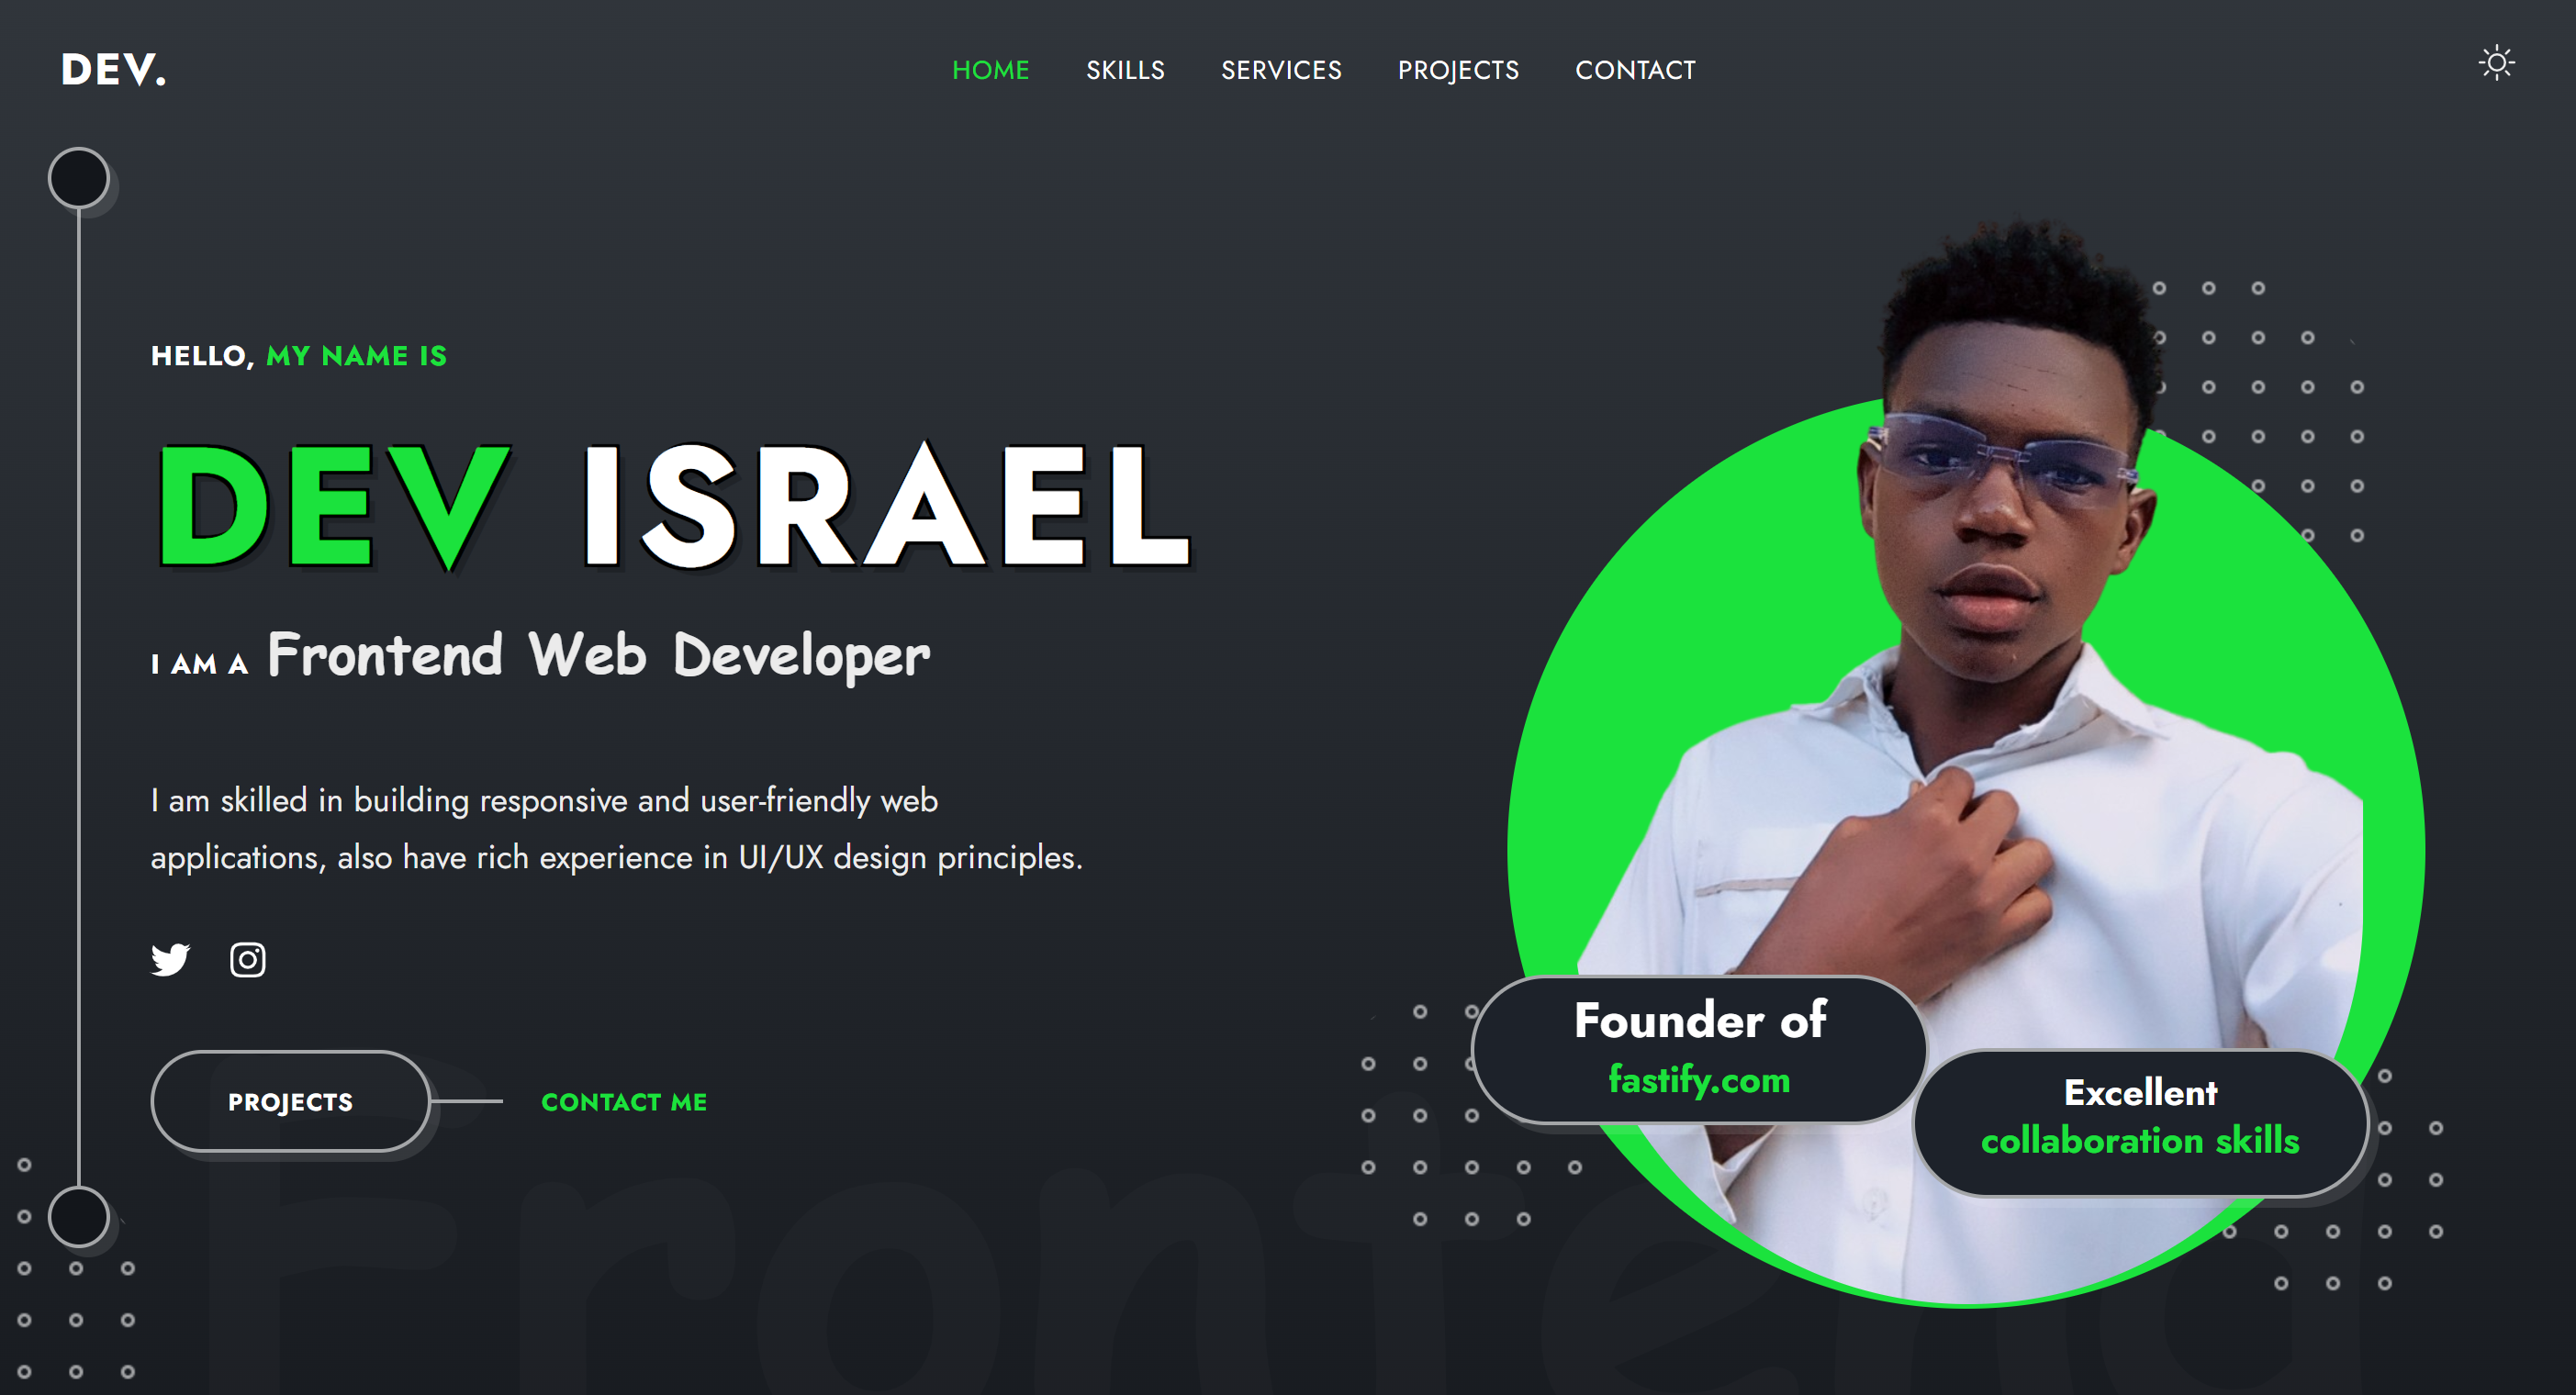 DEV.
HOME SKILLS SERVICES PROJECTS CONTACT
HELLO, MY NAME IS
DEV ISRAEL
I AM A Frontend Web Developer
I am skilled in building responsive and user-friendly web
applications, also have rich experience in UI/UX design principles.
PROJECTS CONTACT ME
Founder of
fastify.com
Excellent
collaboration skills
Frontend